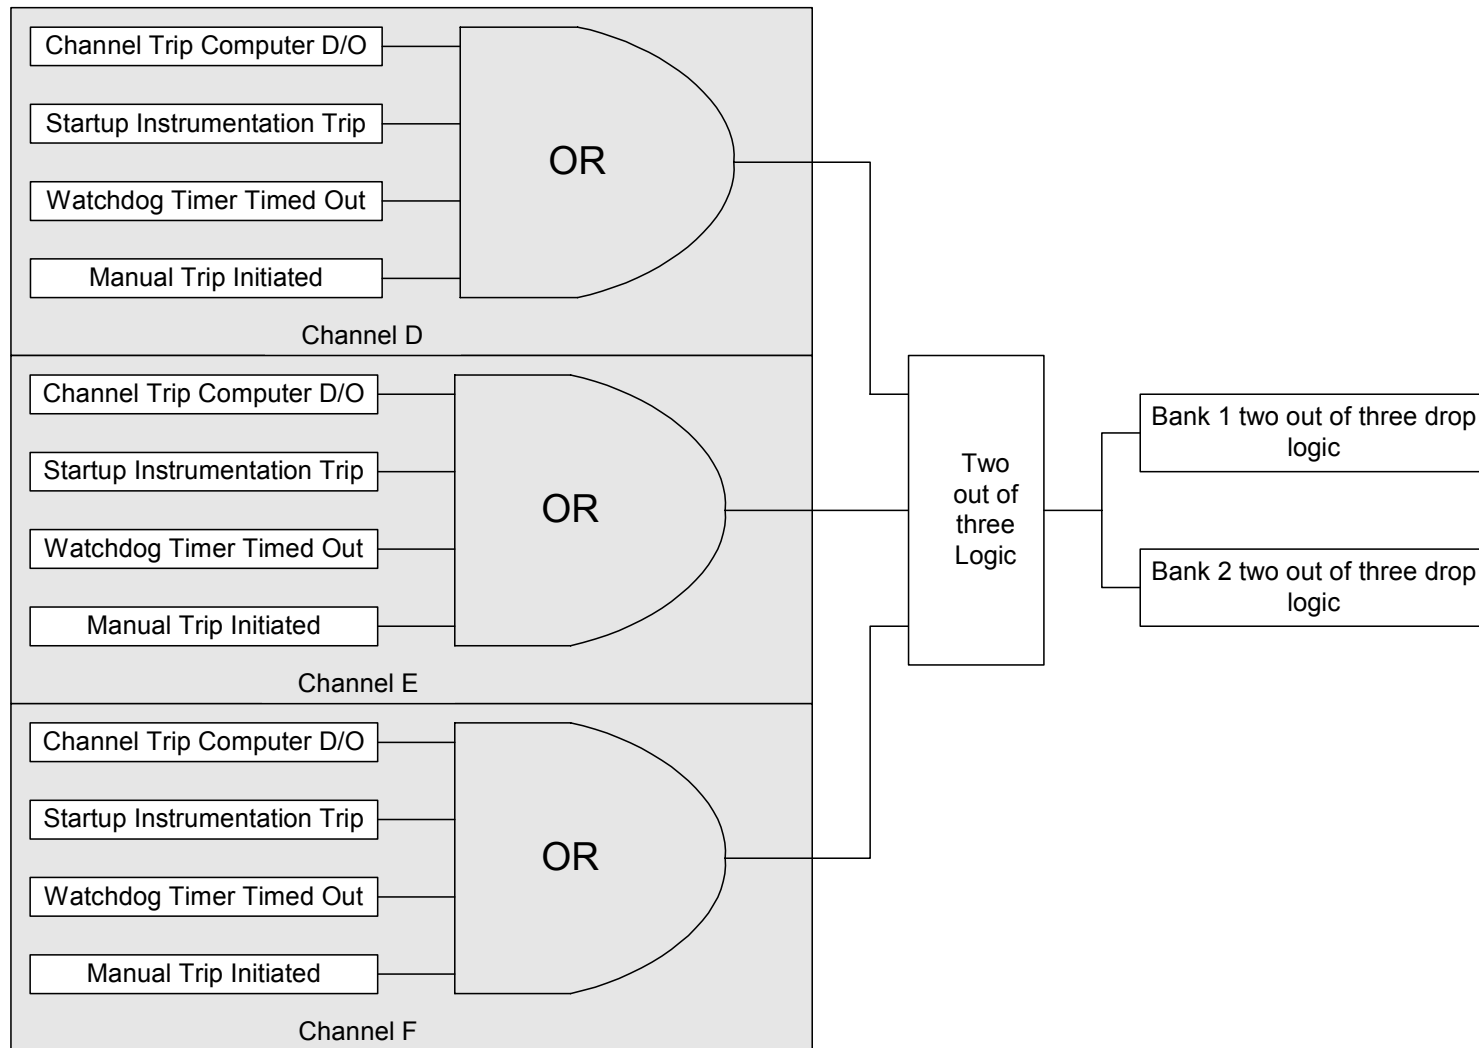 Channel Trip Computer D/O
Startup Instrumentation Trip
Watchdog Timer Timed Out
Manual Trip Initiated
OR
Channel D
Channel Trip Computer D/O
Startup Instrumentation Trip
Watchdog Timer Timed Out
Manual Trip Initiated
OR
Channel E
Channel Trip Computer D/O
Startup Instrumentation Trip
Watchdog Timer Timed Out
Manual Trip Initiated
OR
Channel F
Two
out of
three
Logic
Bank 1 two out of three drop
logic
Bank 2 two out of three drop
logic